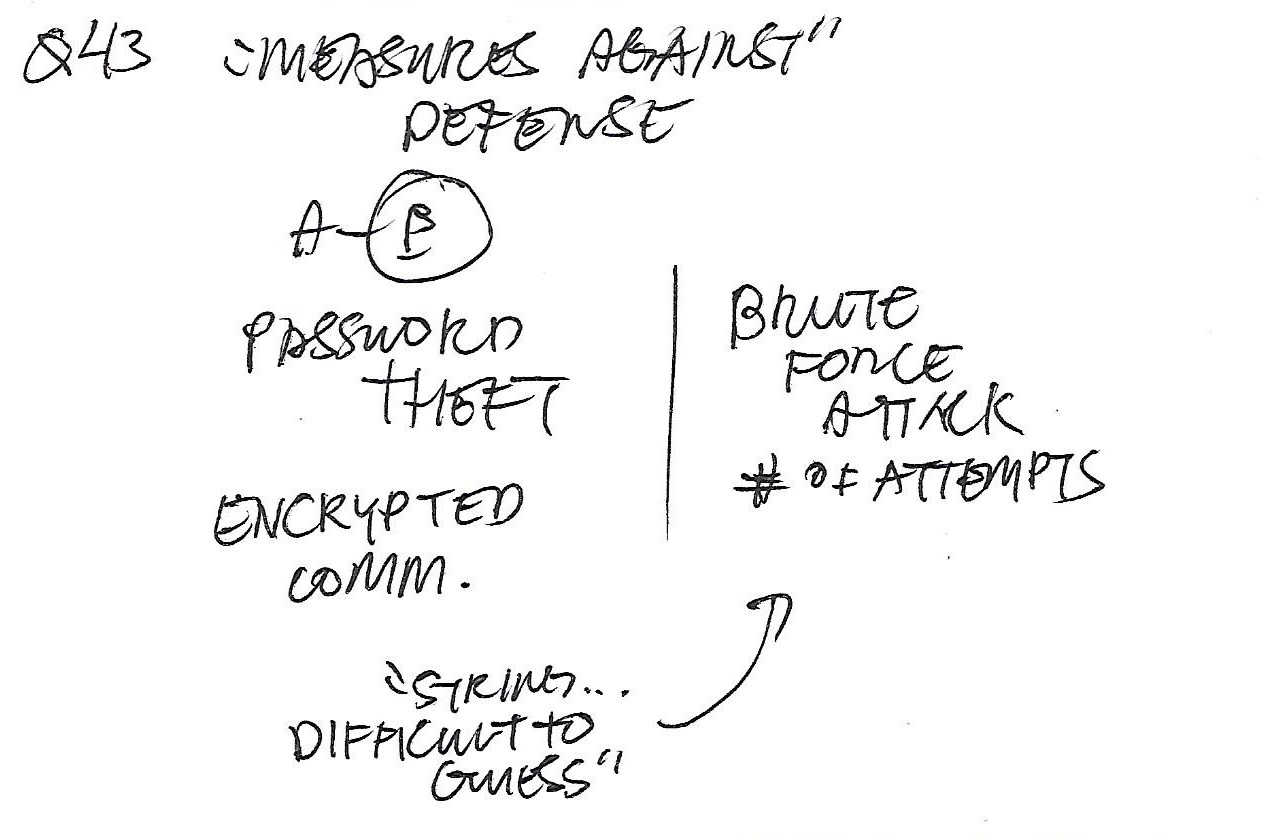 Q43 "MEASURES AGAINST"
DEFENSE
A-B
PASSWORD
THEFT
ENCRYPTED
COMM.
BRUTE
FORCE
ATTACK
# OF ATTEMPTS
"STRING...
DIFFICULT TO
GUESS"